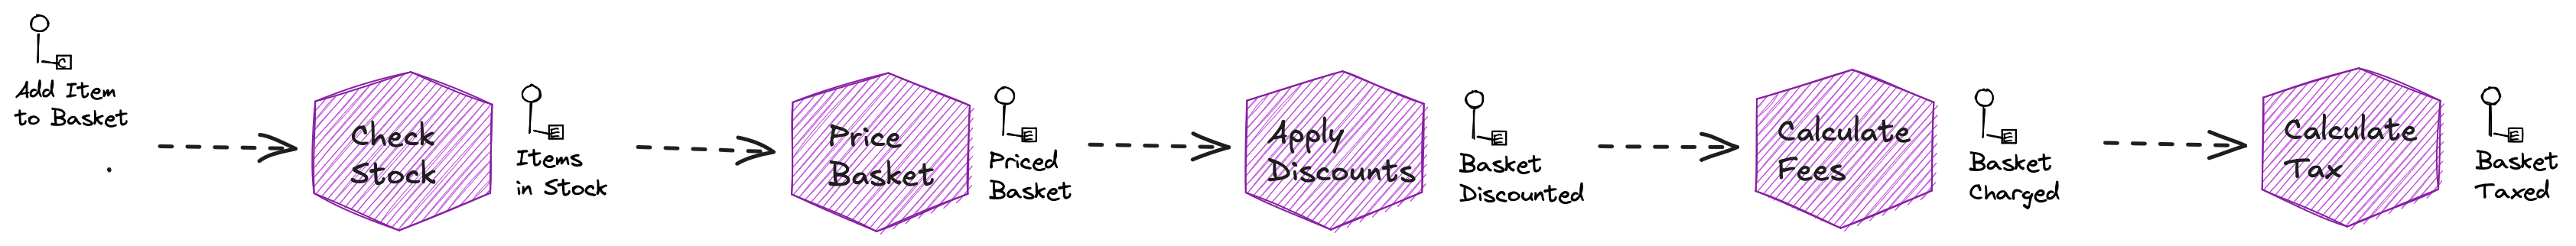 Add Item
to Basket
C
Check
Stock
E
Items
in Stock
Price
Basket
E
Priced
Basket
Apply
Discounts
E
Basket
Discounted
Calculate
Fees
E
Basket
Charged
Calculate
Tax
E
Basket
Taxed